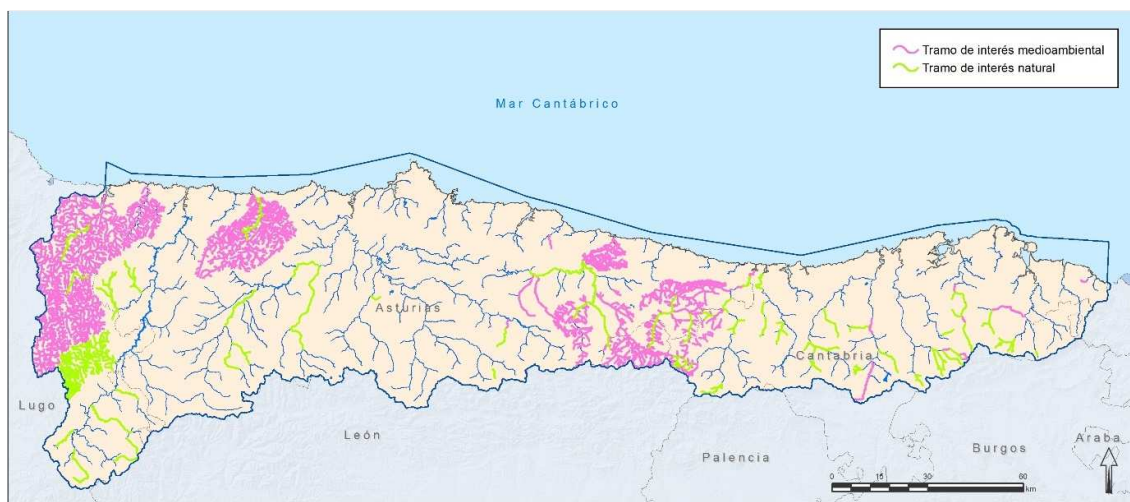 Tramo de interés medioambiental
Tramo de interés natural
Mar Cantábrico
Asturias
Cantabria
Lugo
León
Palencia
Burgos
Araba
0 15 30 60
km